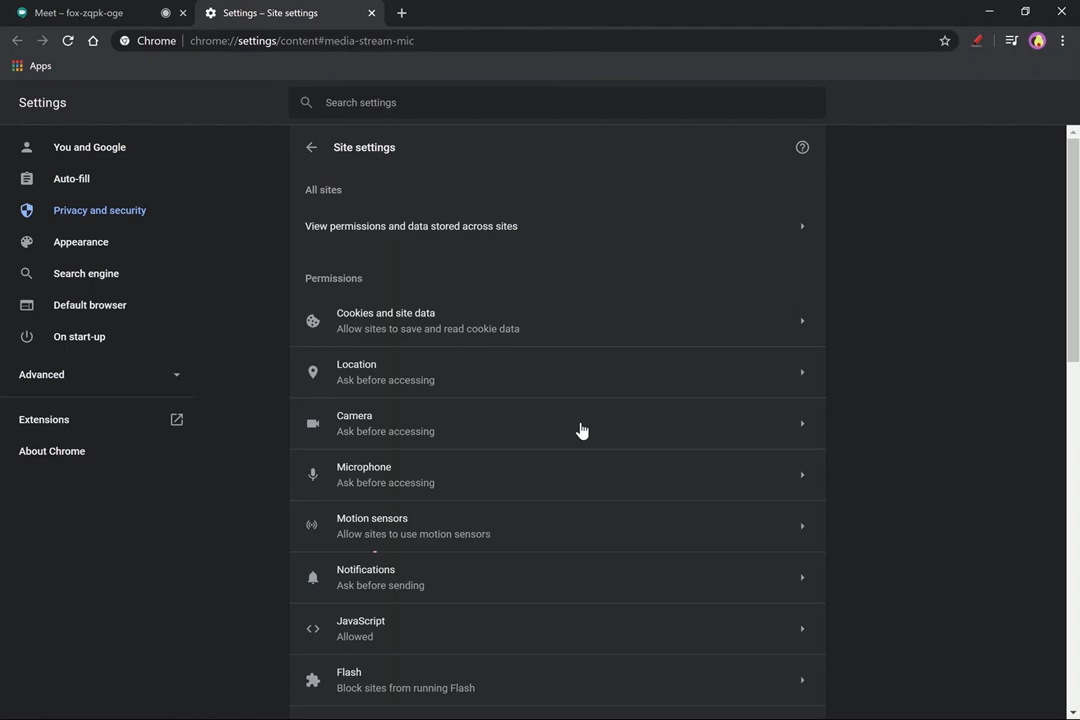 Meet – fox-zqpk-oge
Settings – Site settings
Chrome
chrome://settings/content#media-stream-mic
Apps
Settings
Search settings
You and Google
Auto-fill
Privacy and security
Appearance
Search engine
Default browser
On start-up
Advanced
Extensions
About Chrome
Site settings
All sites
View permissions and data stored across sites
Permissions
Cookies and site data
Allow sites to save and read cookie data
Location
Ask before accessing
Camera
Ask before accessing
Microphone
Ask before accessing
Motion sensors
Allow sites to use motion sensors
Notifications
Ask before sending
JavaScript
Allowed
Flash
Block sites from running Flash